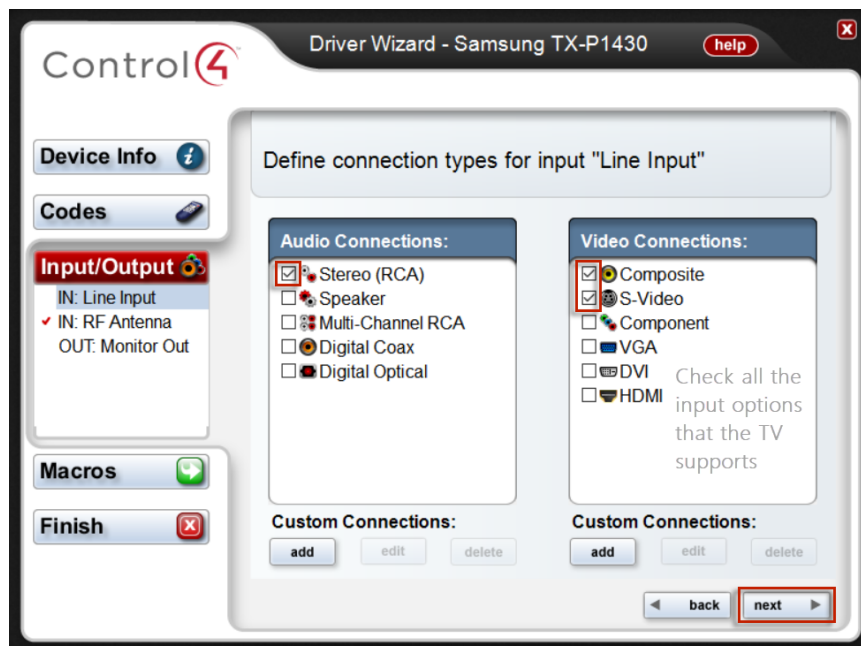 Control4
Driver Wizard - Samsung TX-P1430
help
X
Device Info
i
Codes
Input/Output
IN: Line Input
IN: RF Antenna
OUT: Monitor Out
Macros
Finish
Define connection types for input "Line Input"
Audio Connections:
Stereo (RCA)
Speaker
Multi-Channel RCA
Digital Coax
Digital Optical
Custom Connections:
add edit delete
Video Connections:
Composite
S-Video
Component
VGA
DVI
HDMI
Check all the
input options
that the TV
supports
Custom Connections:
add edit delete
back next